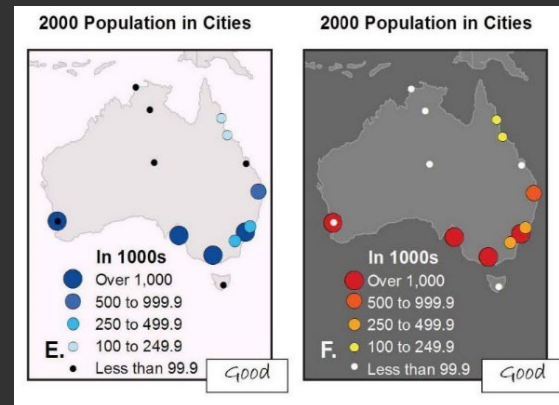 2000 Population in Cities
In 1000s
Over 1,000
500 to 999.9
250 to 499.9
100 to 249.9
Less than 99.9
E.
Good
2000 Population in Cities
In 1000s
Over 1,000
500 to 999.9
250 to 499.9
100 to 249.9
Less than 99.9
F.
Good